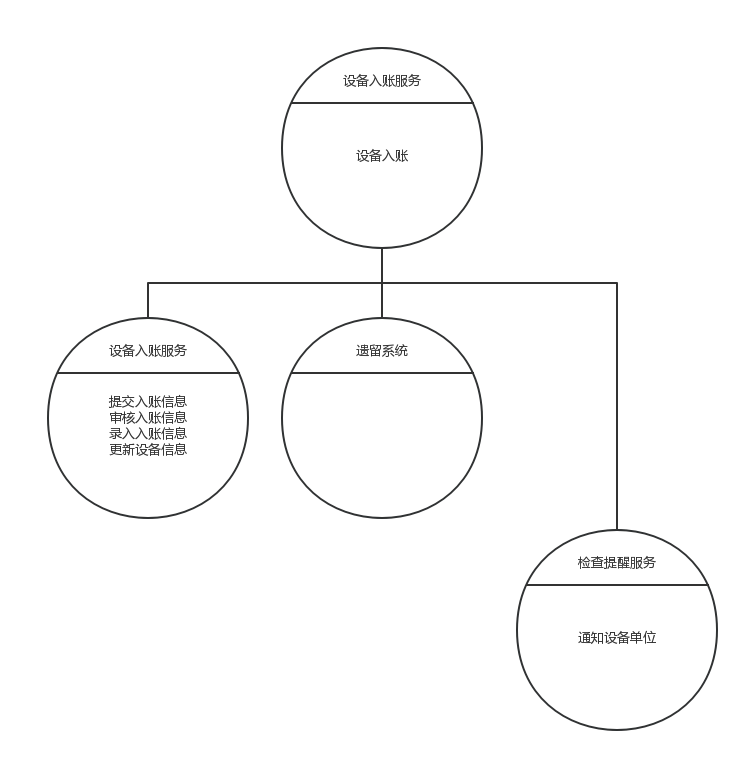 设备入账服务
设备入账
设备入账服务
提交入账信息
审核入账信息
录入入账信息
更新设备信息
遗留系统
检查提醒服务
通知设备单位